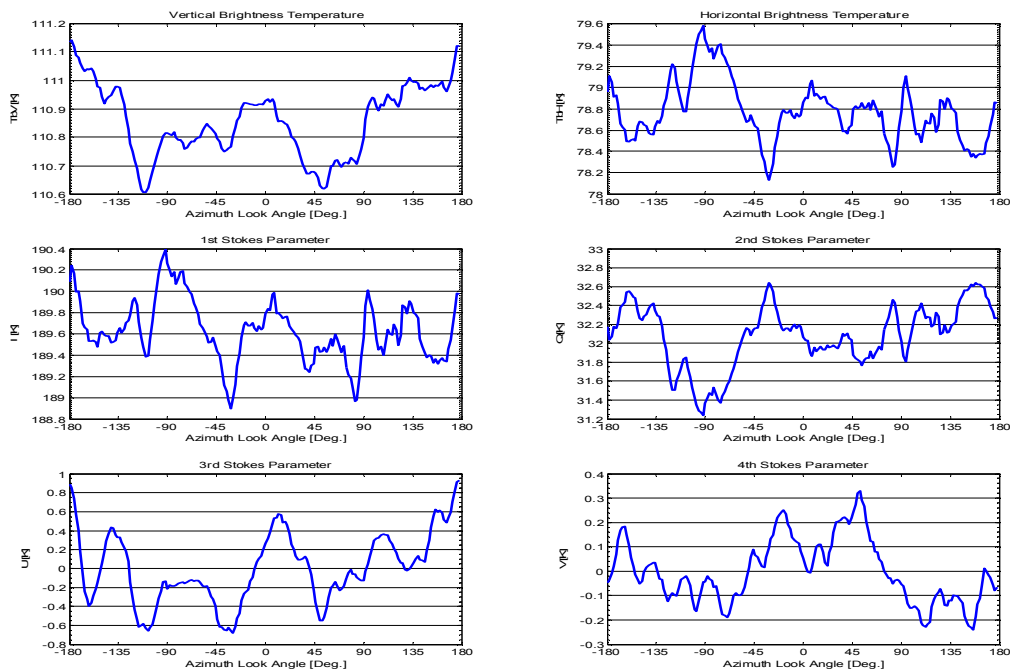 Vertical Brightness Temperature
111.2
111.1
111
110.9
110.8
110.7
110.6
-180 -135 -90 -45 0 45 90 135 180
Azimuth Look Angle [Deg.]
Horizontal Brightness Temperature
79.6
79.4
79.2
79
78.8
78.6
78.4
78.2
78
-180 -135 -90 -45 0 45 90 135 180
Azimuth Look Angle [Deg.]
1st Stokes Parameter
I [K]
190.4
190.2
190
189.8
189.6
189.4
189.2
189
188.8
-180 -135 -90 -45 0 45 90 135 180
Azimuth Look Angle [Deg.]
2nd Stokes Parameter
Q[K]
33
32.8
32.6
32.4
32.2
32
31.8
31.6
31.4
31.2
-180 -135 -90 -45 0 45 90 135 180
Azimuth Look Angle [Deg.]
3rd Stokes Parameter
U[K]
1
0.8
0.6
0.4
0.2
0
-0.2
-0.4
-0.6
-0.8
-180 -135 -90 -45 0 45 90 135 180
Azimuth Look Angle [Deg.]
4th Stokes Parameter
V[K]
0.4
0.3
0.2
0.1
0
-0.1
-0.2
-0.3
-180 -135 -90 -45 0 45 90 135 180
Azimuth Look Angle [Deg.]